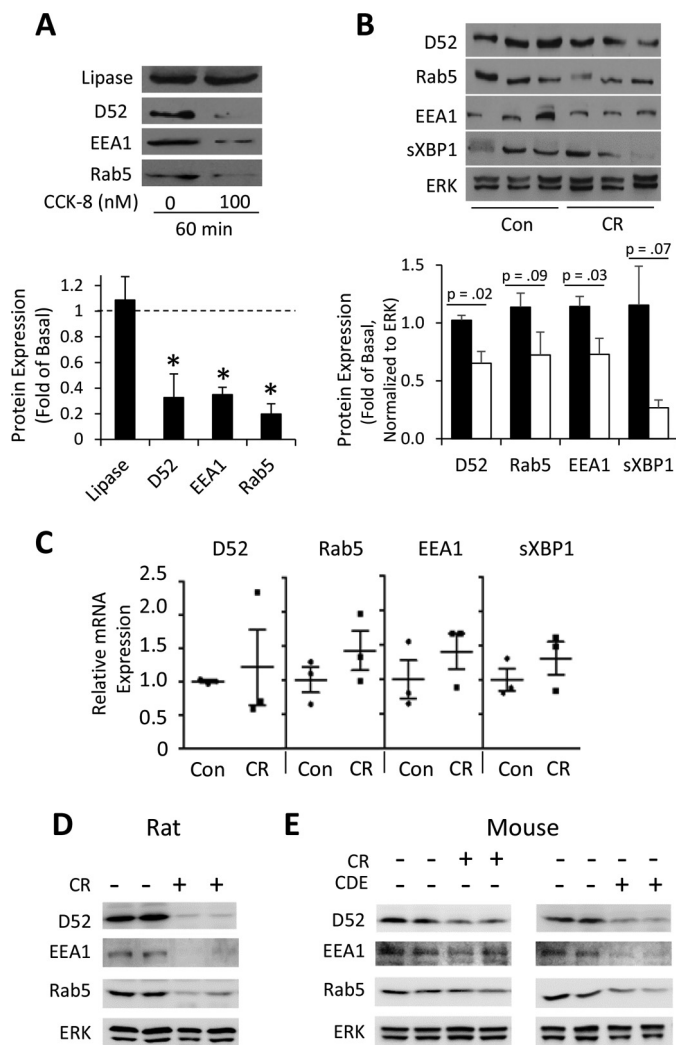 A
Lipase
D52
EEA1
Rab5
CCK-8 (nM) 0 100
60 min
Protein Expression
(Fold of Basal)
1.2
1
0.8
0.6
0.4
0.2
0
* * *
Lipase D52 EEA1 Rab5
B
D52
Rab5
EEA1
sXBP1
ERK
Con CR
Protein Expression
(Fold of Basal,
Normalized to ERK)
1.5
1.0
0.5
0.0
p = .02 p = .09 p = .03 p = .07
D52 Rab5 EEA1 sXBP1
C
D52 Rab5 EEA1 sXBP1
Relative mRNA
Expression
2.5
2.0
1.5
1.0
0.5
0
Con CR Con CR Con CR Con CR
D Rat
CR - - + +
D52
EEA1
Rab5
ERK
E Mouse
CR - - + + - - - -
CDE - - - - - - + +
D52
EEA1
Rab5
ERK